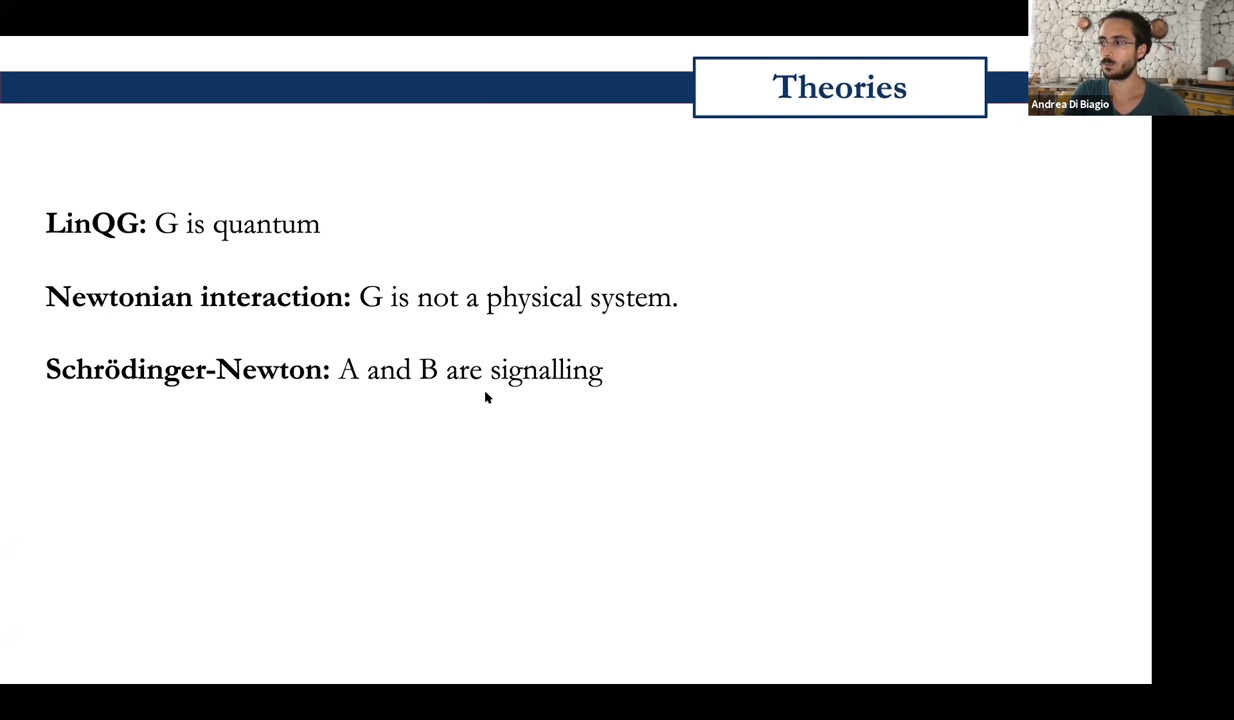 Theories
Andrea Di Biagio
LinQG: G is quantum
Newtonian interaction: G is not a physical system.
Schrödinger-Newton: A and B are signalling